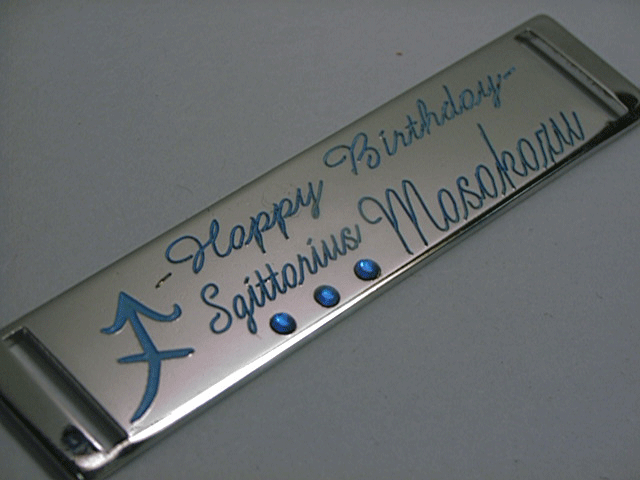 -Happy Birthday-
Sgittarius Masakazu